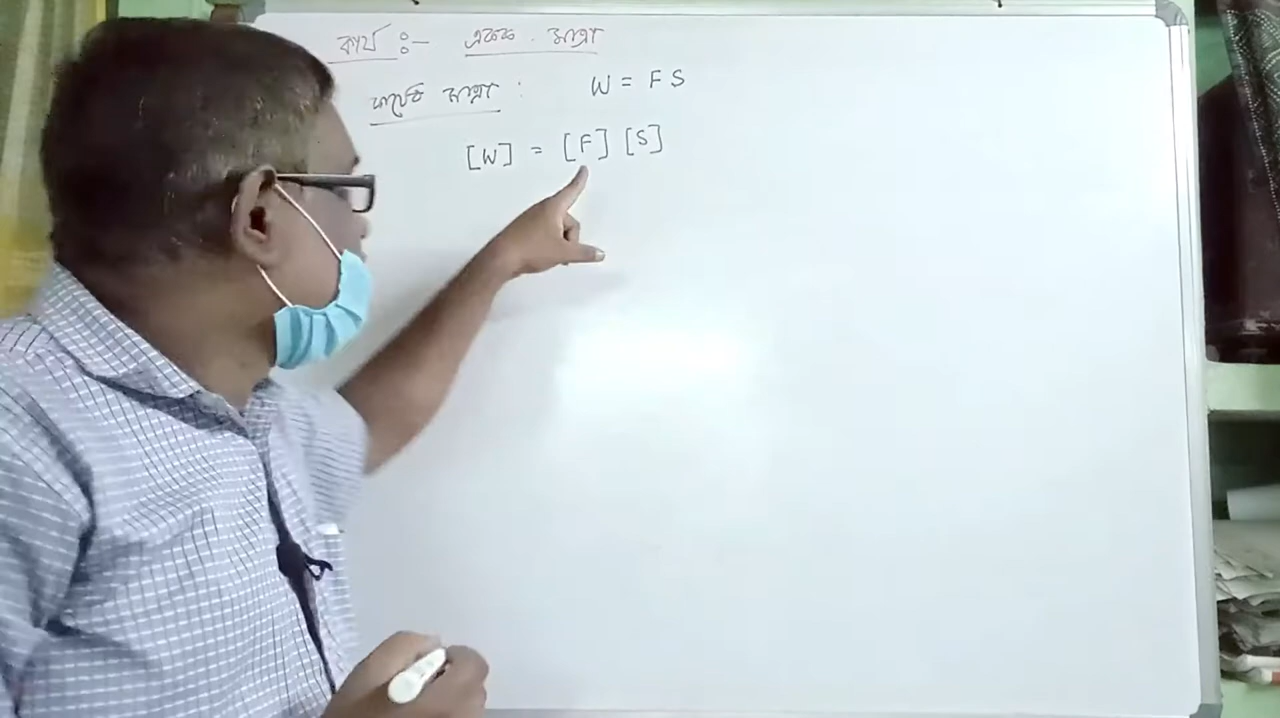 কার্য :- একক . মাত্রা
কার্যের মাত্রা : W = F S
[W] = [F] [S]